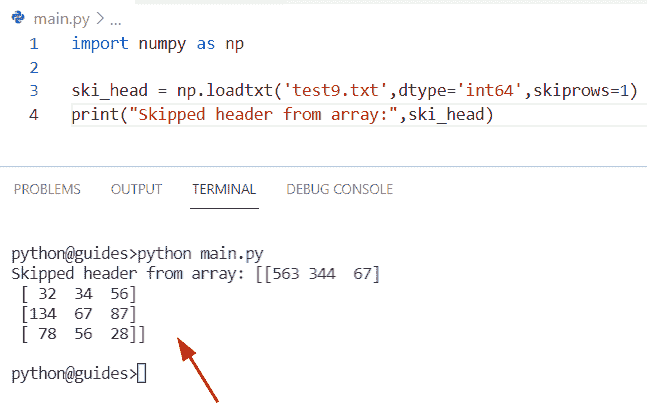 main.py > ...
1 import numpy as np
2
3 ski_head = np.loadtxt('test9.txt',dtype='int64',skiprows=1)
4 print("Skipped header from array:",ski_head)
PROBLEMS OUTPUT TERMINAL DEBUG CONSOLE
python@guides>python main.py
Skipped header from array: [[563 344  67]
 [ 32  34  56]
 [134  67  87]
 [ 78  56  28]]
python@guides>